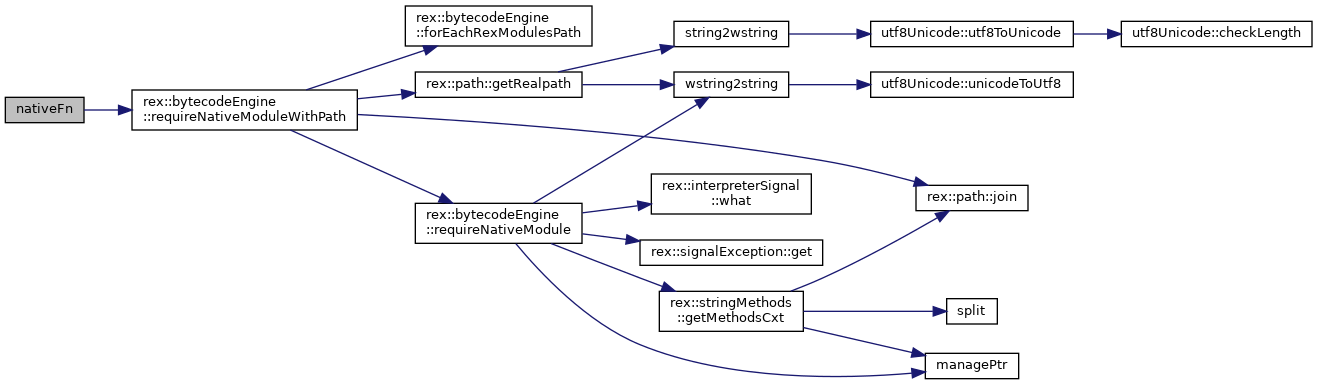 nativeFn
rex::bytecodeEngine
::requireNativeModuleWithPath
rex::bytecodeEngine
::forEachRexModulesPath
rex::path::getRealpath
string2wstring
utf8Unicode::utf8ToUnicode
utf8Unicode::checkLength
wstring2string
utf8Unicode::unicodeToUtf8
rex::bytecodeEngine
::requireNativeModule
rex::interpreterSignal
::what
rex::signalException::get
rex::stringMethods
::getMethodsCxt
rex::path::join
split
managePtr